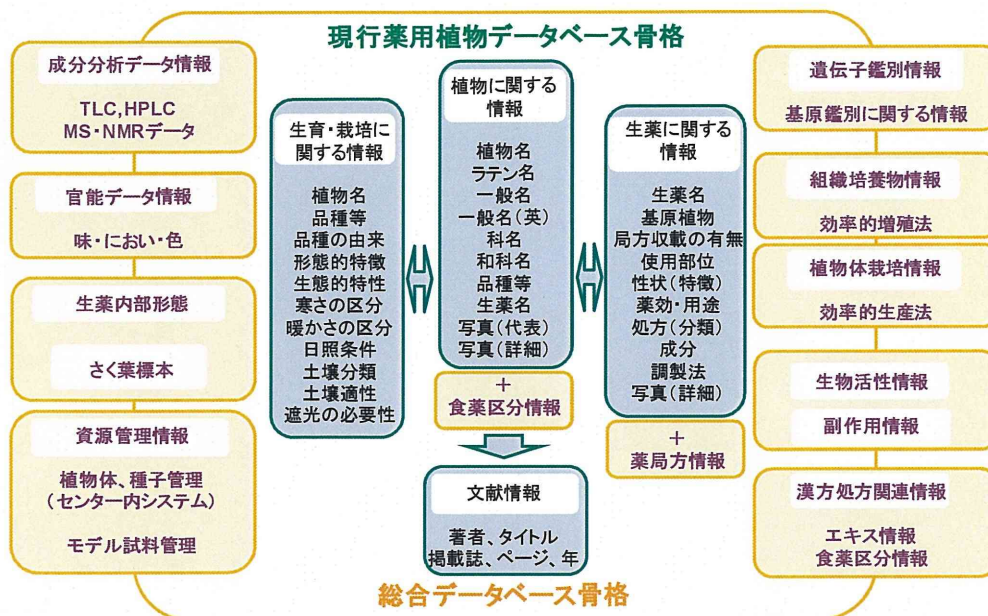 現行薬用植物データベース骨格
成分分析データ情報
TLC,HPLC
MS・NMRデータ
官能データ情報
味・におい・色
生薬内部形態
さく葉標本
資源管理情報
植物体、種子管理
（センター内システム）
モデル試料管理
生育・栽培に
関する情報
植物名
品種等
品種の由来
形態的特徴
生態的特性
寒さの区分
暖かさの区分
日照条件
土壌分類
土壌適性
遮光の必要性
植物に関する
情報
植物名
ラテン名
一般名
一般名（英）
科名
和科名
品種等
生薬名
写真（代表）
写真（詳細）
＋
食薬区分情報
文献情報
著者、タイトル
掲載誌、ページ、年
生薬に関する
情報
生薬名
基原植物
局方収載の有無
使用部位
性状（特徴）
薬効・用途
処方（分類）
成分
調製法
写真（詳細）
＋
薬局方情報
遺伝子鑑別情報
基原鑑別に関する情報
組織培養物情報
効率的増殖法
植物体栽培情報
効率的生産法
生物活性情報
副作用情報
漢方処方関連情報
エキス情報
食薬区分情報
総合データベース骨格